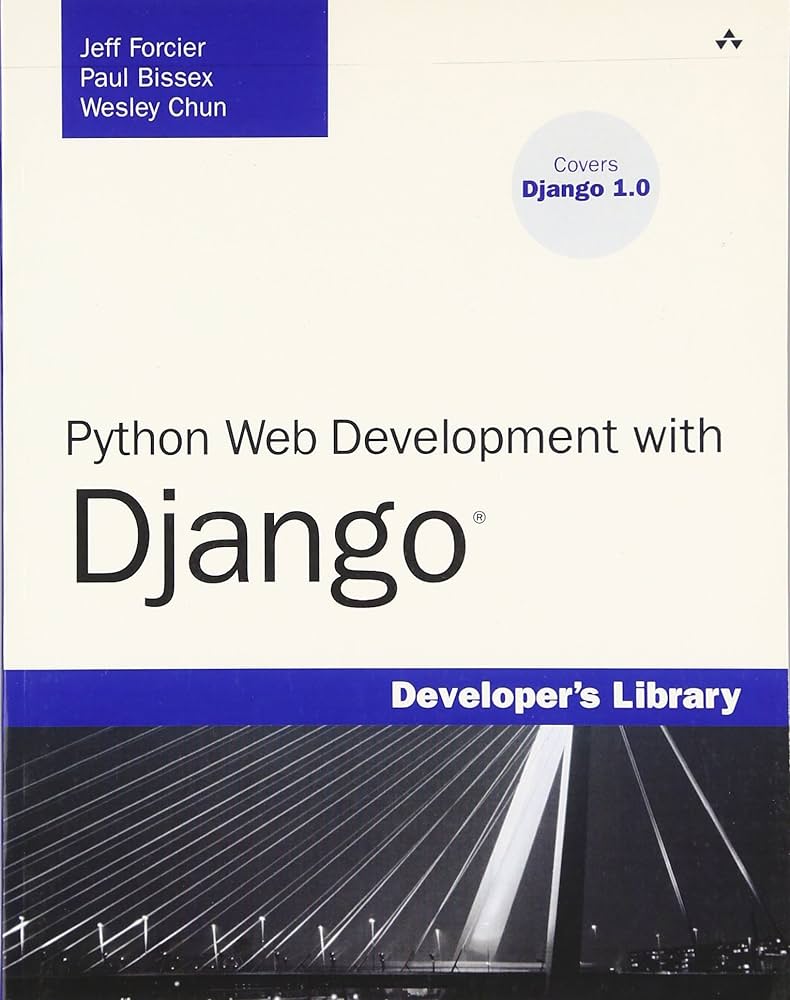 Jeff Forcier
Paul Bissex
Wesley Chun
Covers
Django 1.0
Python Web Development with
Django®
Developer's Library